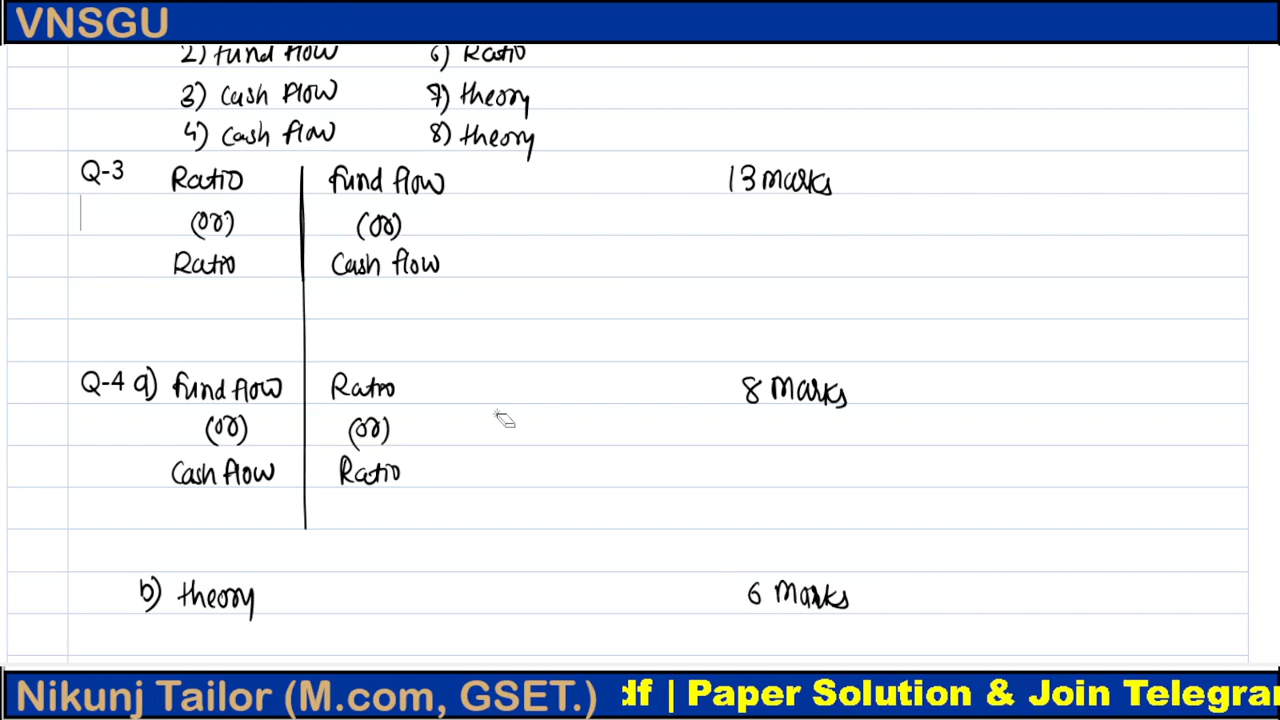 VNSGU
2) fund flow 6) Ratio
3) Cash Flow 7) theory
4) Cash flow 8) theory
Q-3 Ratio fund flow 13 marks
(or) (or)
Ratio Cash flow
Q-4 a) fund flow Ratio 8 Marks
(or) (or)
Cash flow Ratio
b) theory 6 Marks
Nikunj Tailor (M.com, GSET.) df | Paper Solution & Join Telegra